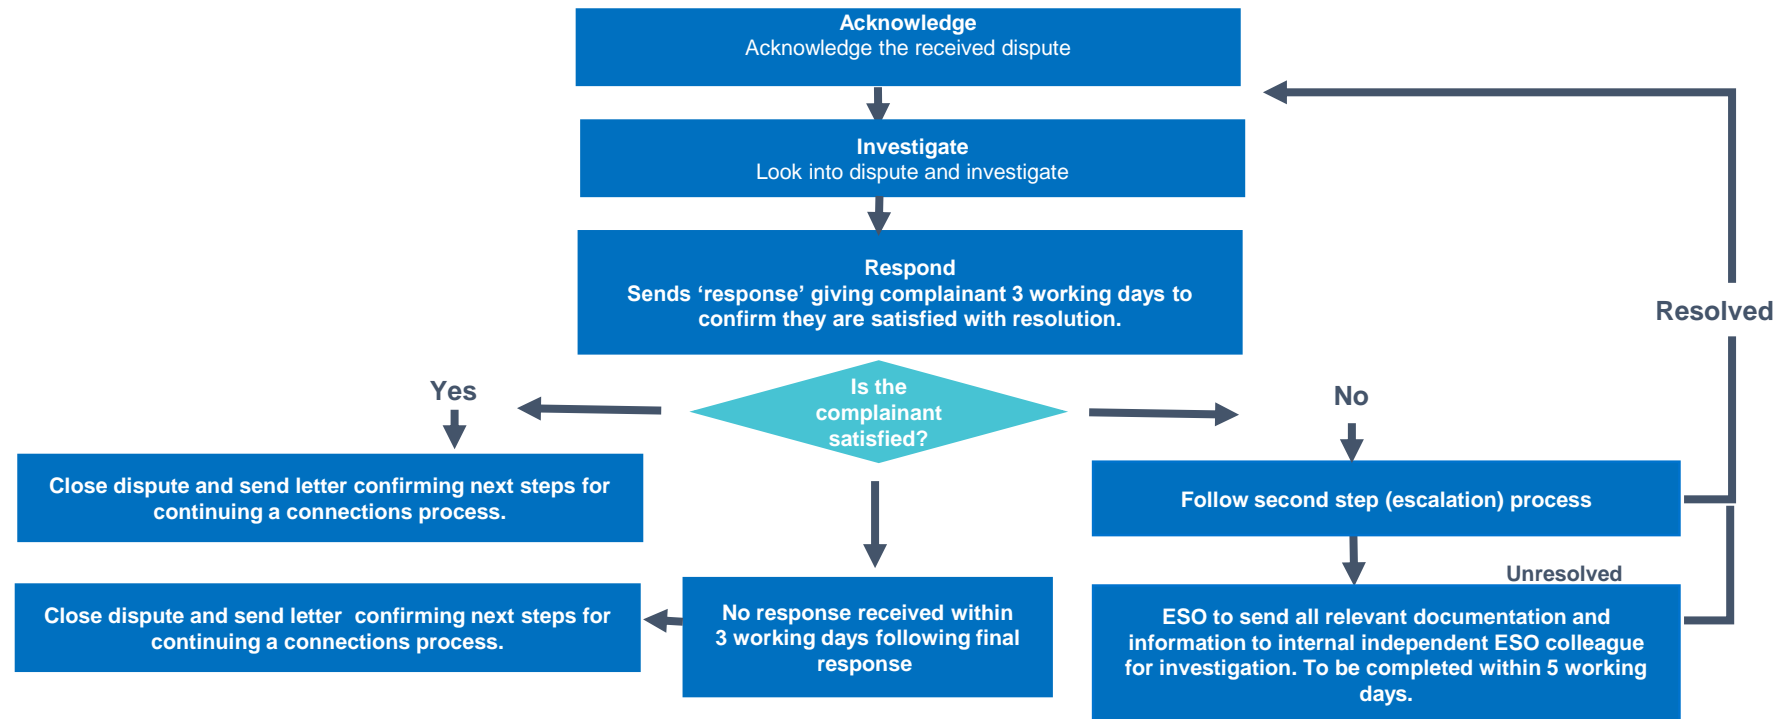 Acknowledge
Acknowledge the received dispute
Investigate
Look into dispute and investigate
Respond
Sends ‘response’ giving complainant 3 working days to
confirm they are satisfied with resolution.
Resolved
Is the
complainant
satisfied?
Yes
No
Close dispute and send letter confirming next steps for
continuing a connections process.
Follow second step (escalation) process
Unresolved
Close dispute and send letter confirming next steps for
continuing a connections process.
No response received within
3 working days following final
response
ESO to send all relevant documentation and
information to internal independent ESO colleague
for investigation. To be completed within 5 working
days.